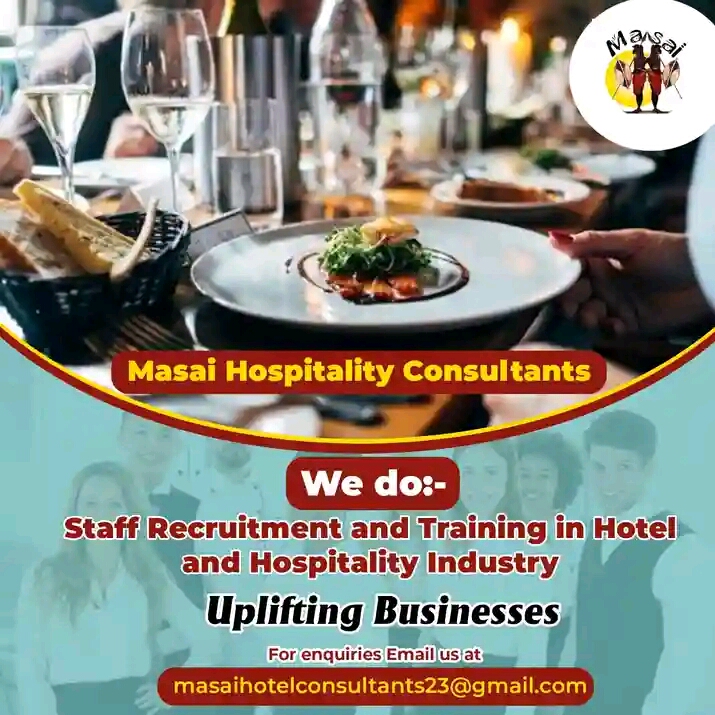 Masai
Masai Hospitality Consultants
We do:-
Staff Recruitment and Training in Hotel
and Hospitality Industry
Uplifting Businesses
For enquiries Email us at
masaihotelconsultants23@gmail.com